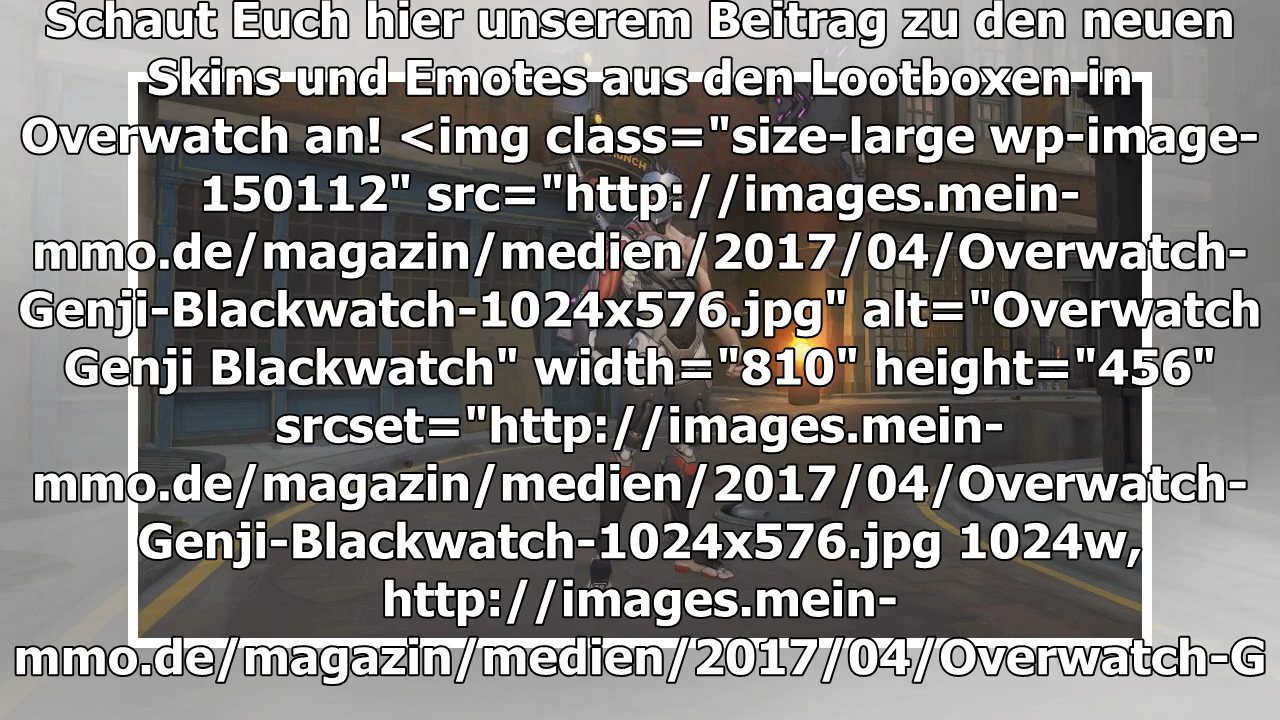 Schaut Euch hier unserem Beitrag zu den neuen
Skins und Emotes aus den Lootboxen in
Overwatch an! <img class="size-large wp-image-
150112" src="http://images.mein-
mmo.de/magazin/medien/2017/04/Overwatch-
Genji-Blackwatch-1024x576.jpg" alt="Overwatch
Genji Blackwatch" width="810" height="456"
srcset="http://images.mein-
mmo.de/magazin/medien/2017/04/Overwatch-
Genji-Blackwatch-1024x576.jpg 1024w,
http://images.mein-
mmo.de/magazin/medien/2017/04/Overwatch-G